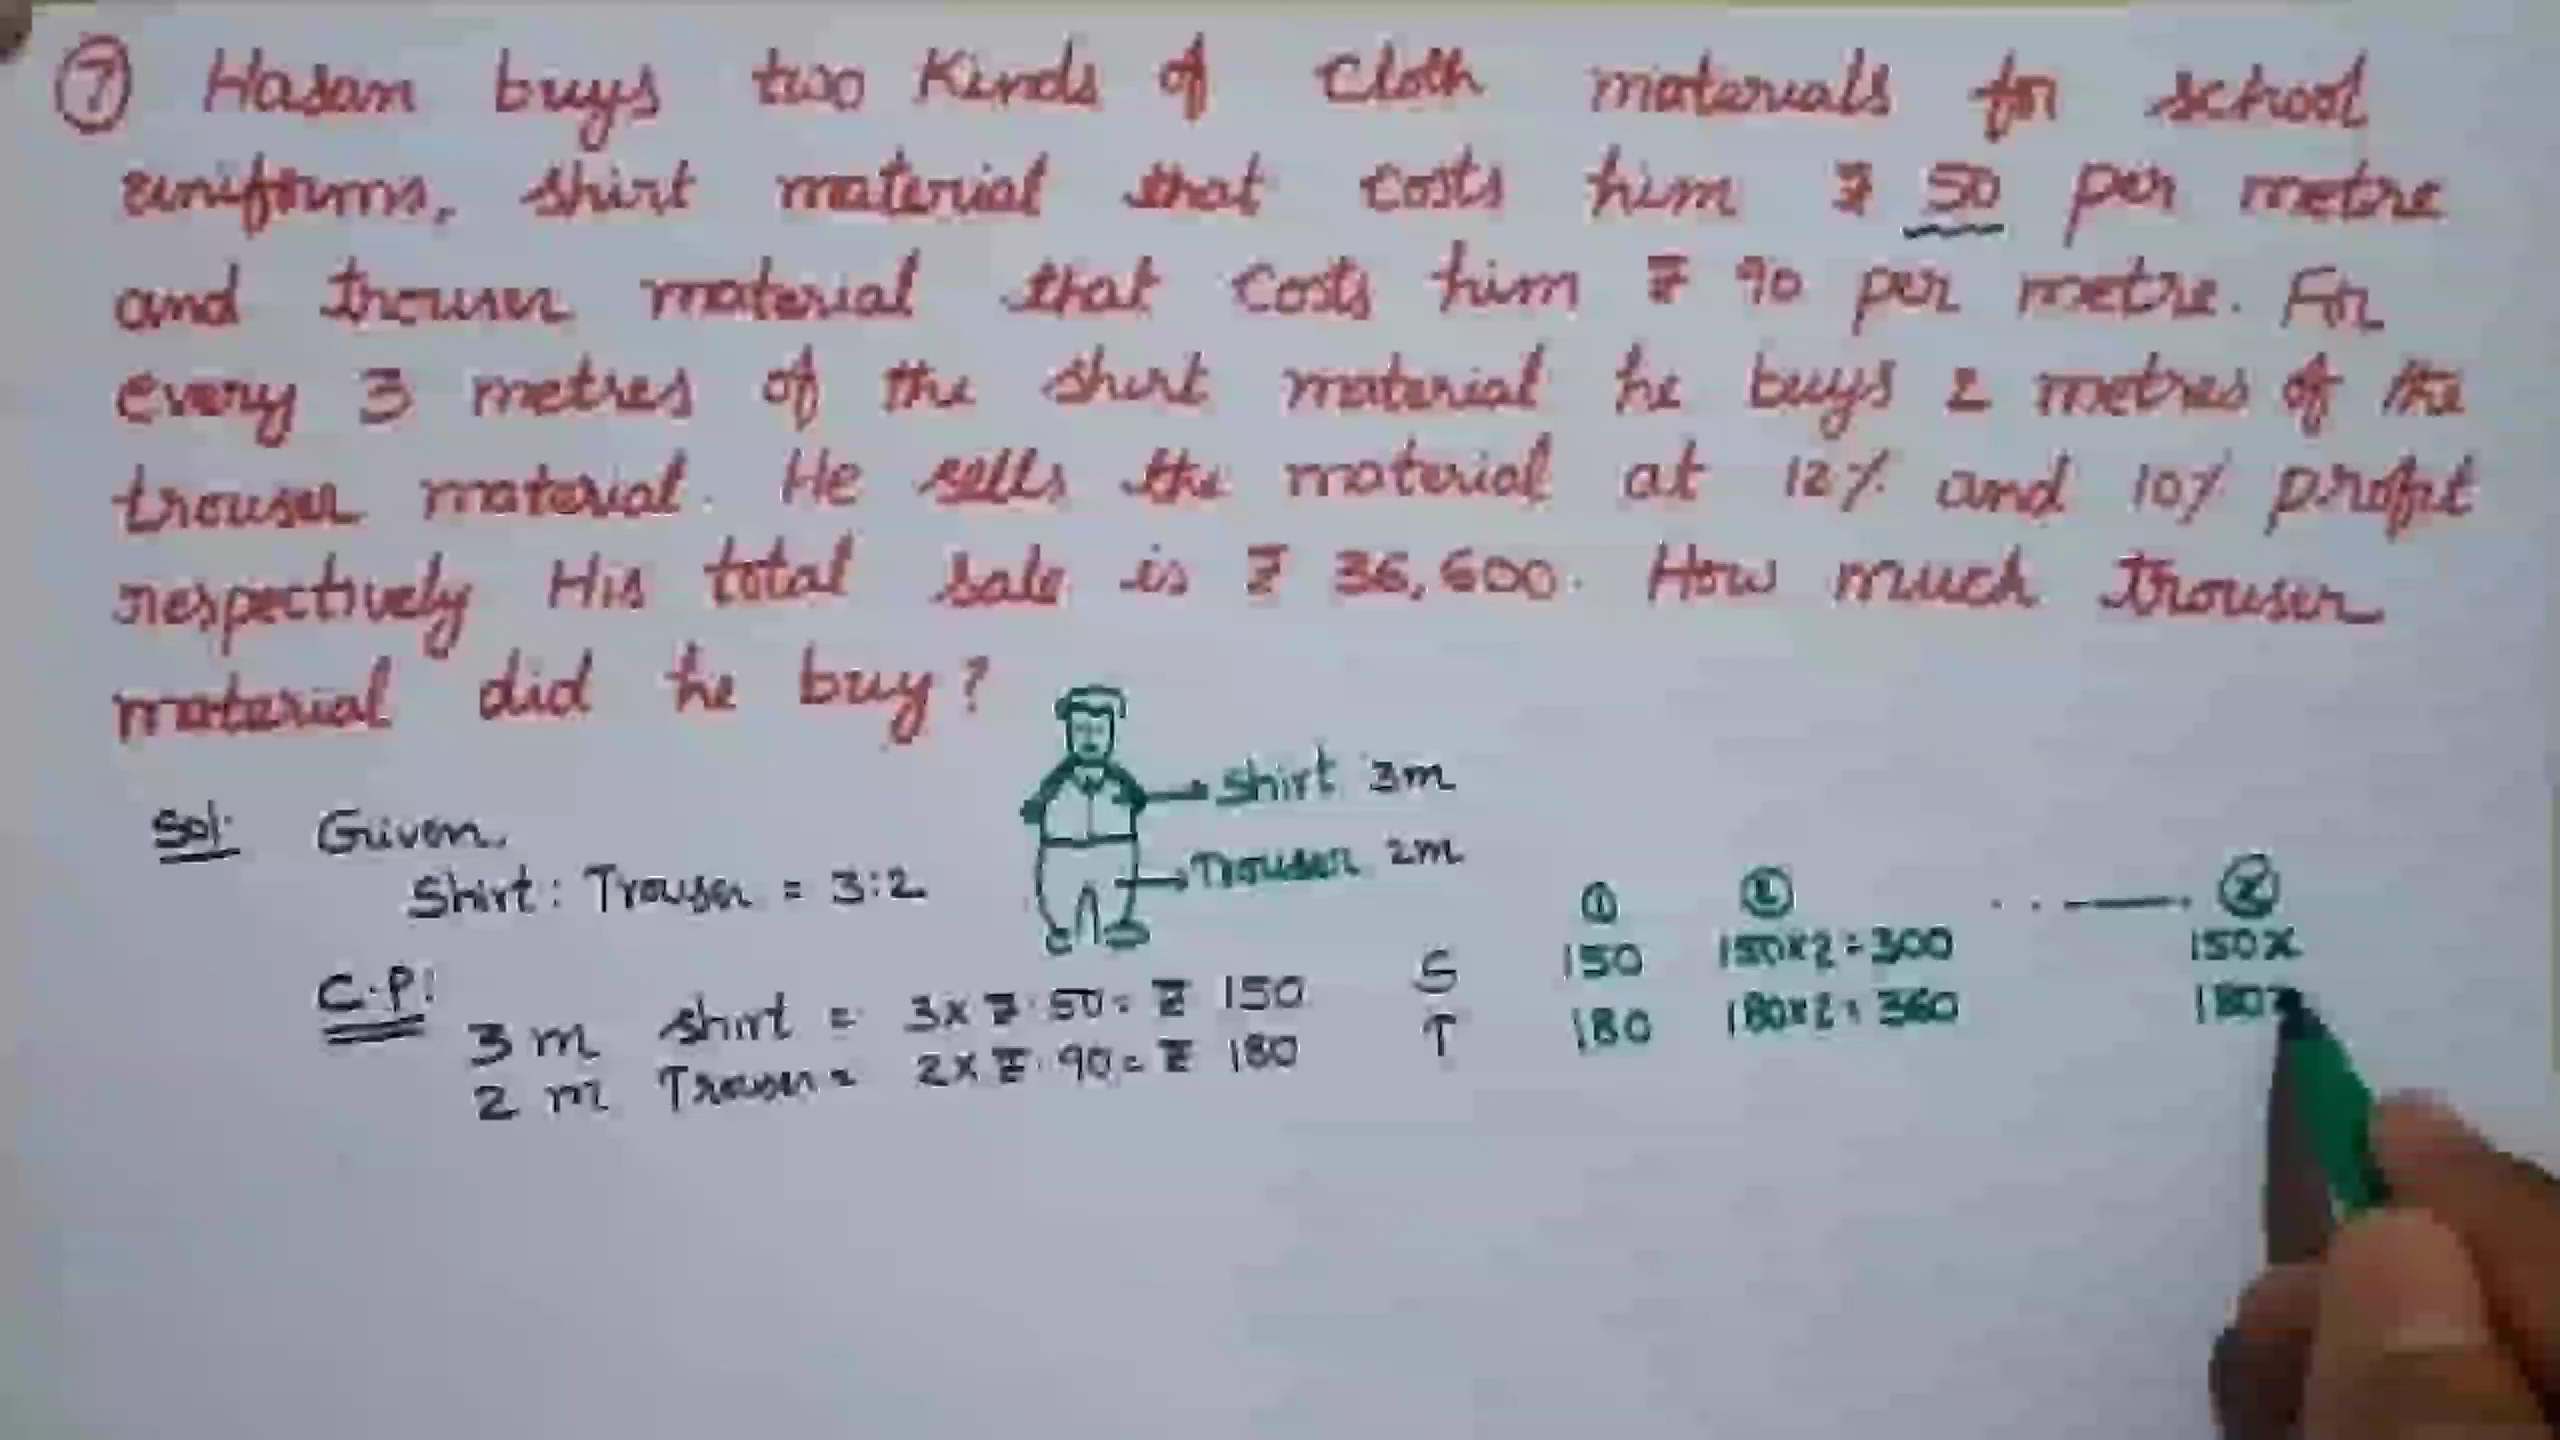 7 Hasan buys two kinds of cloth materials for school
uniforms, shirt material that costs him ₹ 50 per metre
and trouser material that costs him ₹ 90 per metre. For
every 3 metres of the shirt material he buys 2 metres of the
trouser material. He sells the material at 12% and 10% profit
respectively His total sale is ₹ 36,600. How much trouser
material did he buy?
Sol: Given,
Shirt : Trouser = 3:2
Shirt 3m
Trouser 2m
C.P:
3 m shirt = 3 x ₹ 50 = ₹ 150
2 m Trouser = 2 x ₹ 90 = ₹ 180
1 2 .. x
S 150 150x2 = 300 150x
T 180 180x2 = 360 180x